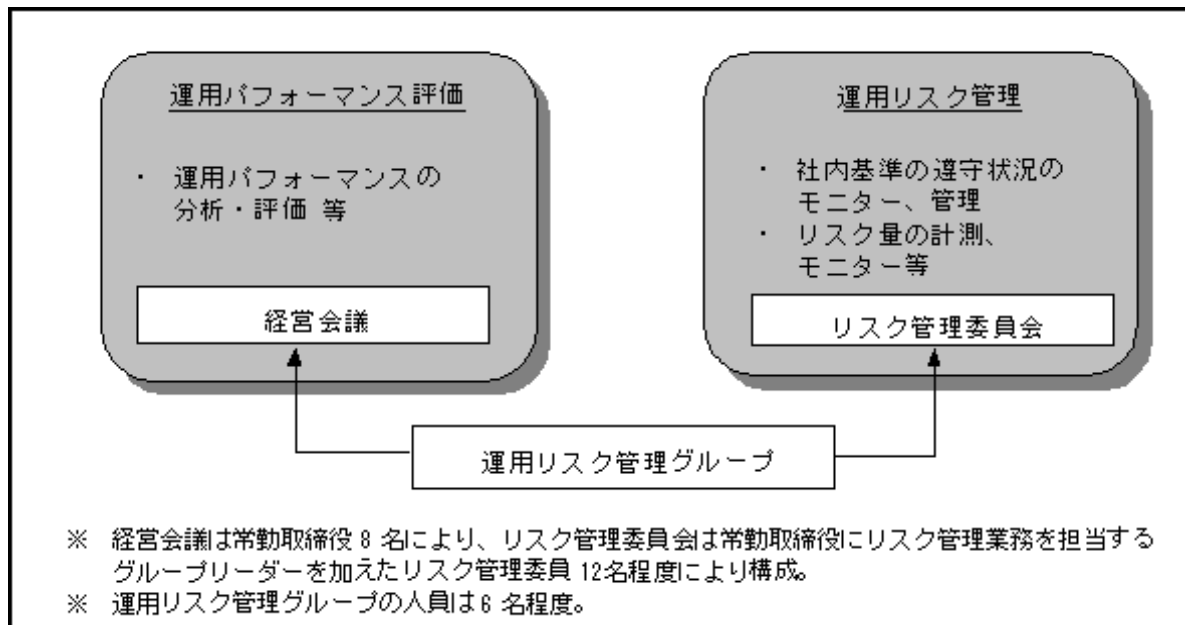 運用パフォーマンス評価
・ 運用パフォーマンスの
分析・評価 等
経営会議
運用リスク管理
・ 社内基準の遵守状況の
モニター、管理
・ リスク量の計測、
モニター等
リスク管理委員会
運用リスク管理グループ
※ 経営会議は常勤取締役 8 名により、リスク管理委員会は常勤取締役にリスク管理業務を担当する
グループリーダーを加えたリスク管理委員 12名程度により構成。
※ 運用リスク管理グループの人員は 6 名程度。